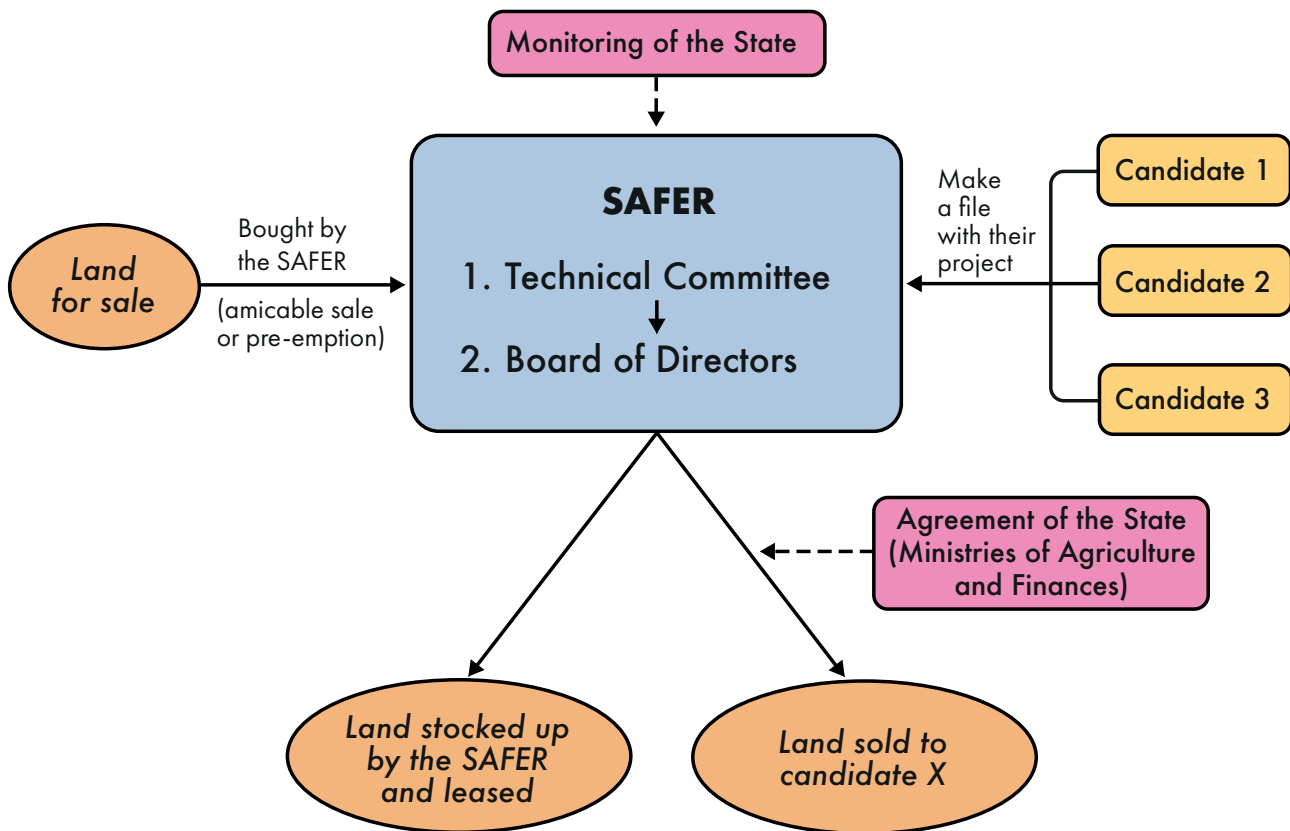 Monitoring of the State
SAFER
1. Technical Committee
2. Board of Directors
Land
for sale
Bought by
the SAFER
(amicable sale
or pre-emption)
Make
a file
with their
project
Candidate 1
Candidate 2
Candidate 3
Agreement of the State
(Ministries of Agriculture
and Finances)
Land stocked up
by the SAFER
and leased
Land sold to
candidate X